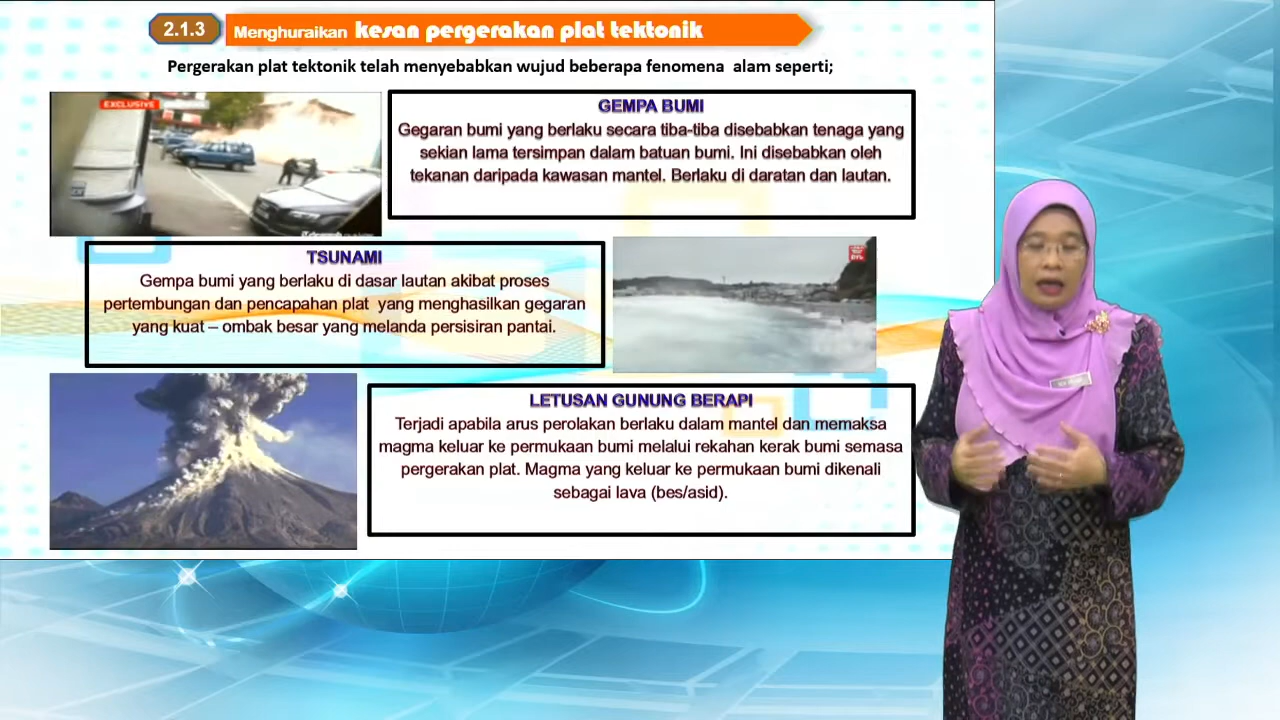 2.1.3
Menghuraikan kesan pergerakan plat tektonik
Pergerakan plat tektonik telah menyebabkan wujud beberapa fenomena alam seperti;
EXCLUSIVE
GEMPA BUMI
Gegaran bumi yang berlaku secara tiba-tiba disebabkan tenaga yang
sekian lama tersimpan dalam batuan bumi. Ini disebabkan oleh
tekanan daripada kawasan mantel. Berlaku di daratan dan lautan.
TSUNAMI
Gempa bumi yang berlaku di dasar lautan akibat proses
pertembungan dan pencapahan plat yang menghasilkan gegaran
yang kuat – ombak besar yang melanda persisiran pantai.
LETUSAN GUNUNG BERAPI
Terjadi apabila arus perolakan berlaku dalam mantel dan memaksa
magma keluar ke permukaan bumi melalui rekahan kerak bumi semasa
pergerakan plat. Magma yang keluar ke permukaan bumi dikenali
sebagai lava (bes/asid).